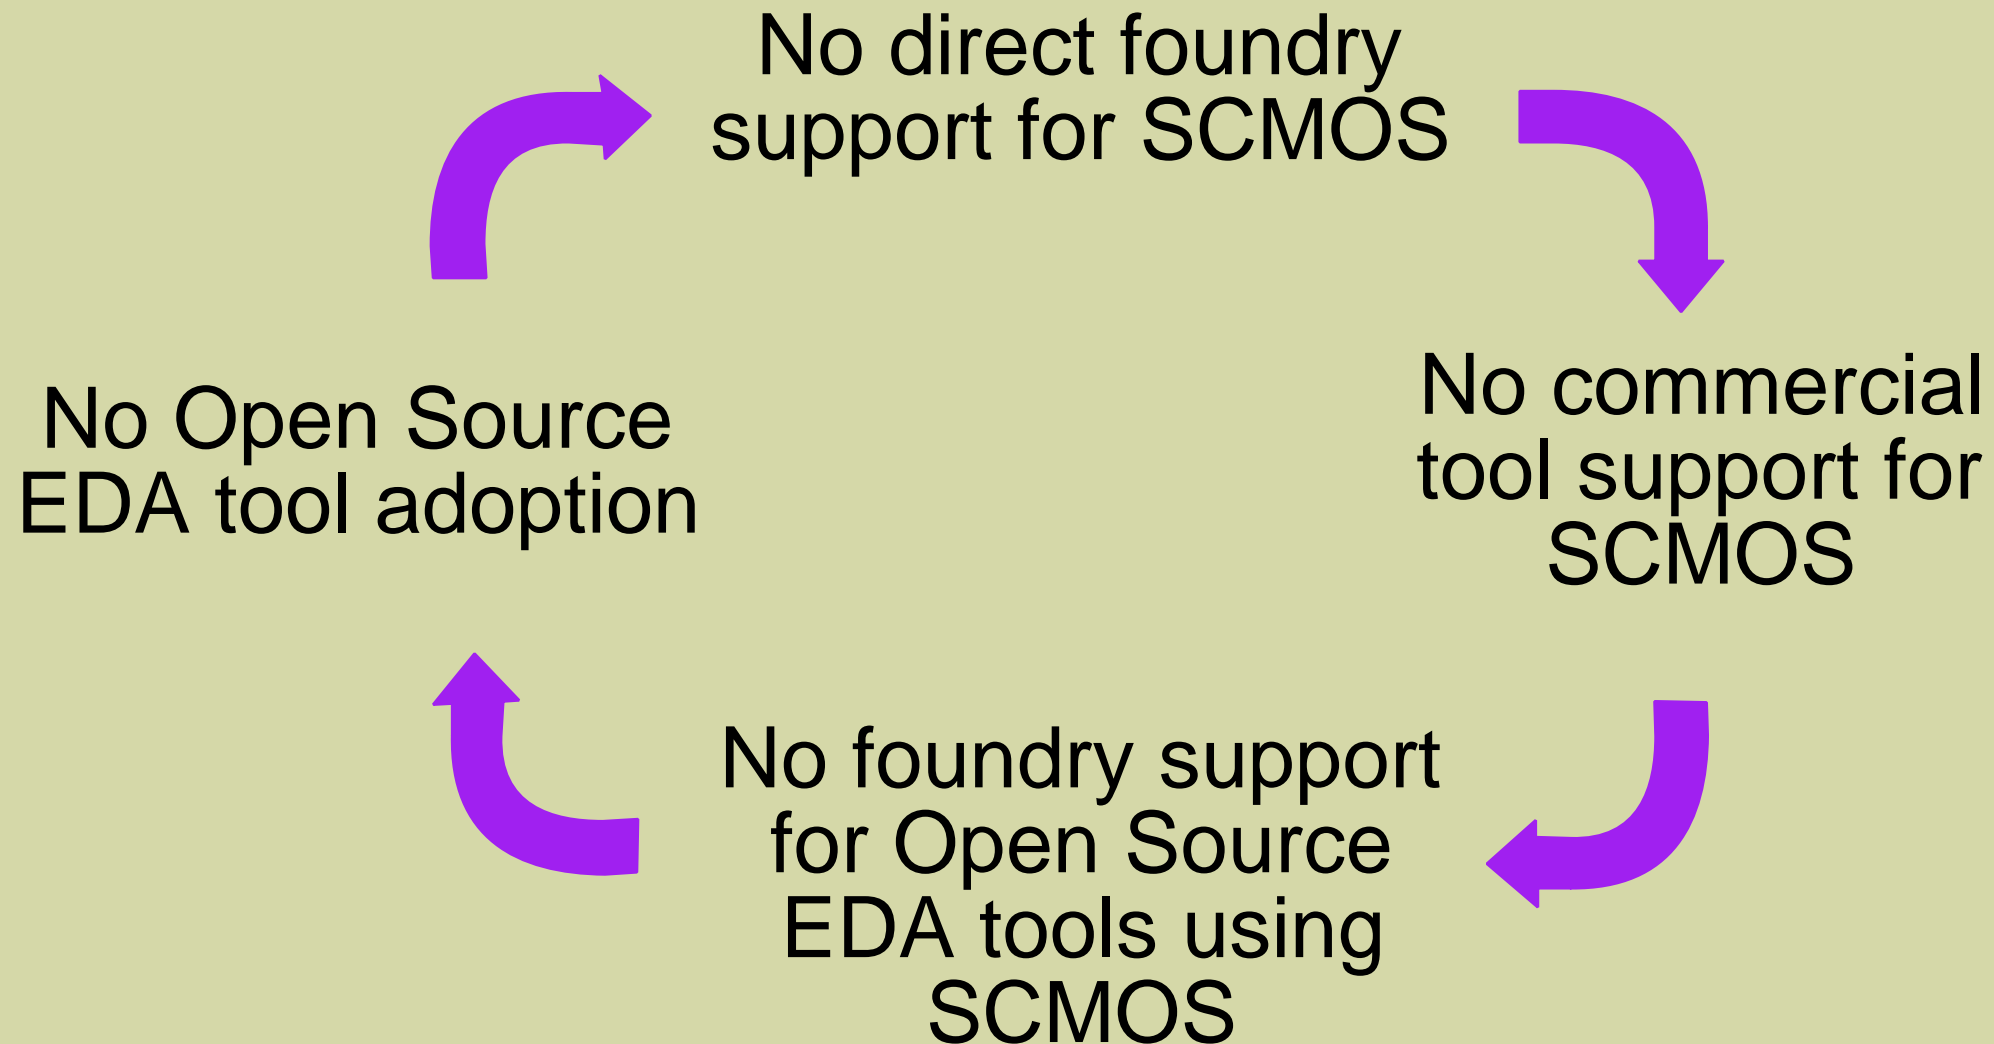 No direct foundry
support for SCMOS
No commercial
tool support for
SCMOS
No foundry support
for Open Source
EDA tools using
SCMOS
No Open Source
EDA tool adoption